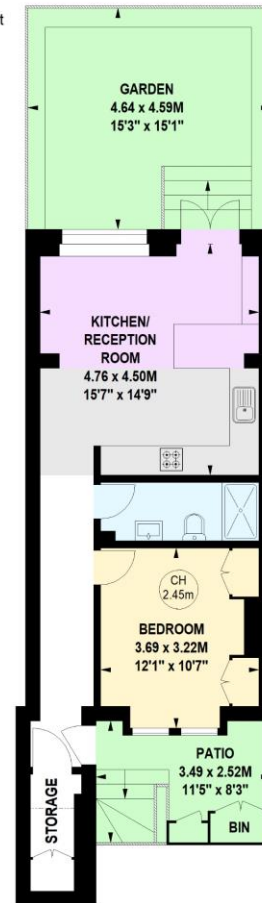 t
GARDEN
4.64 x 4.59M
15'3" x 15'1"
KITCHEN/
RECEPTION
ROOM
4.76 x 4.50M
15'7" x 14'9"
CH
2.45m
BEDROOM
3.69 x 3.22M
12'1" x 10'7"
PATIO
3.49 x 2.52M
11'5" x 8'3"
BIN
STORAGE